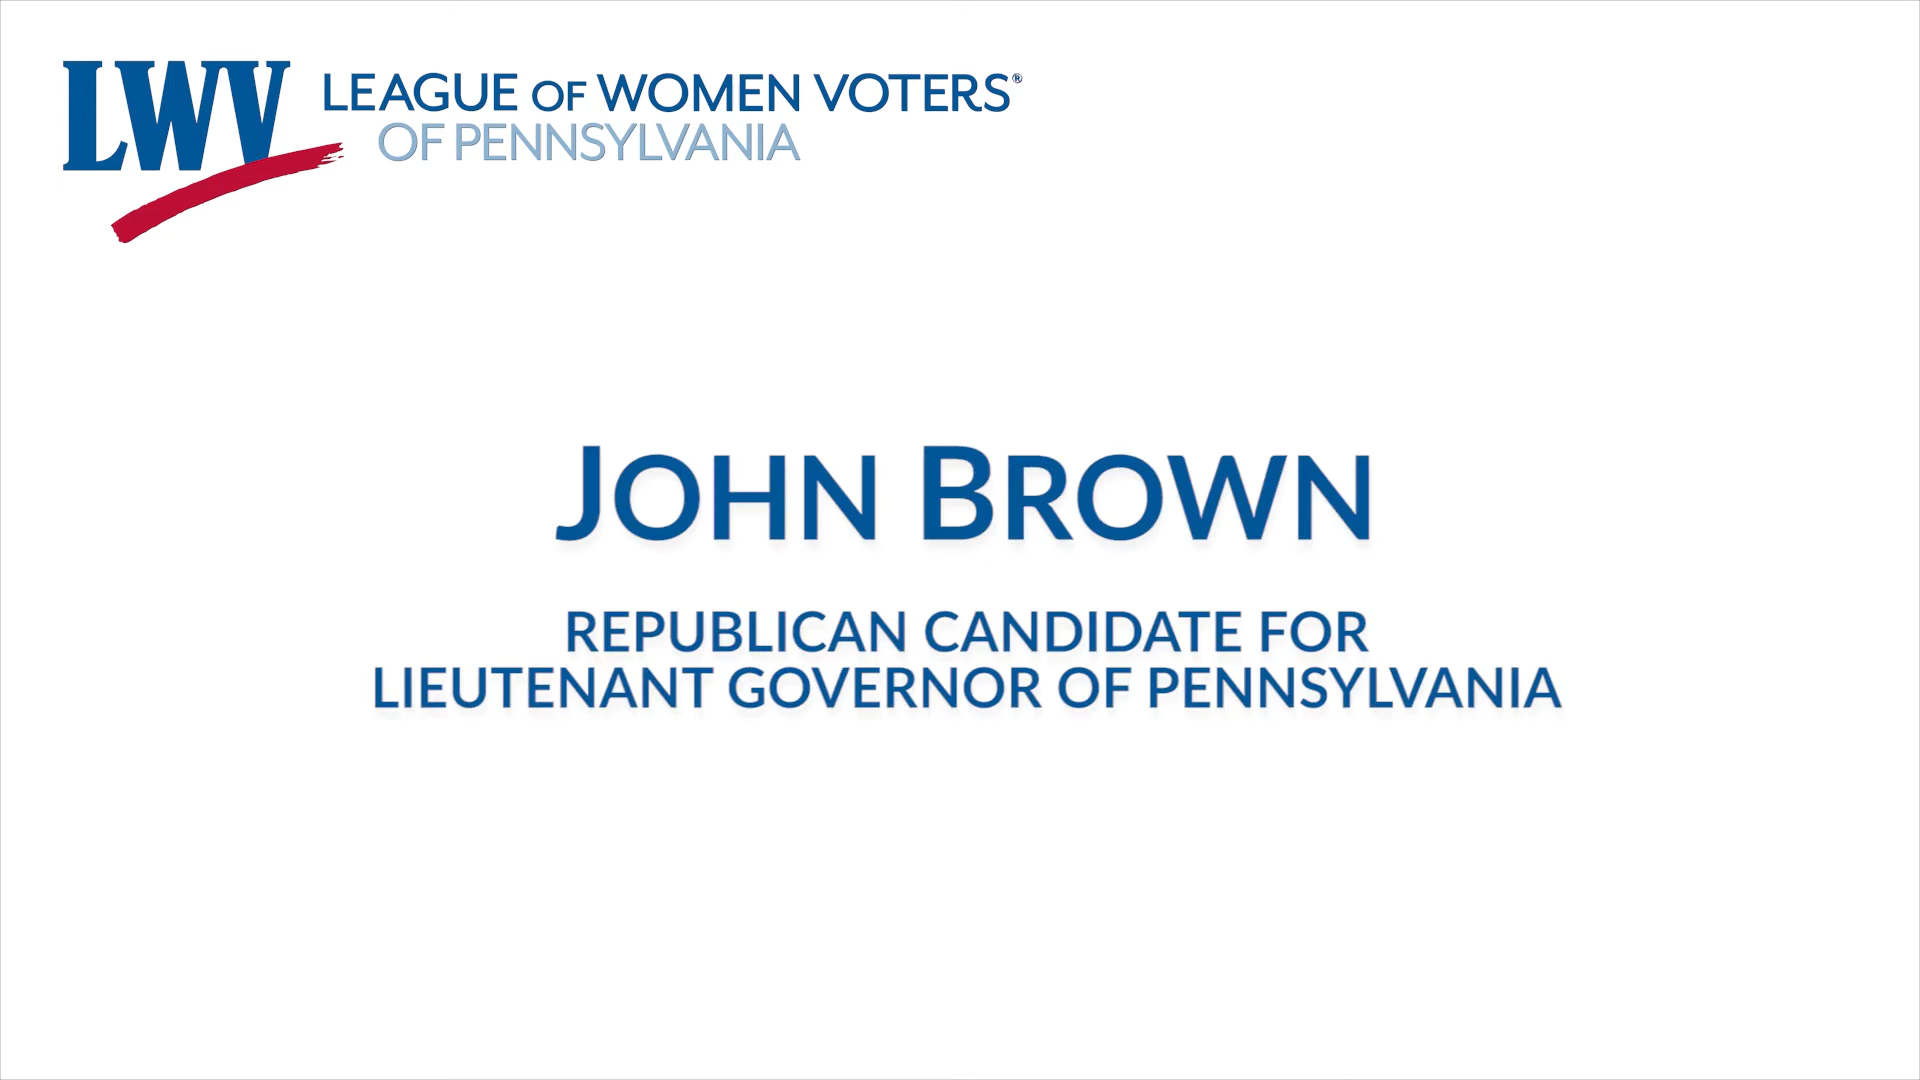 LWV LEAGUE OF WOMEN VOTERS®
OF PENNSYLVANIA
JOHN BROWN
REPUBLICAN CANDIDATE FOR
LIEUTENANT GOVERNOR OF PENNSYLVANIA